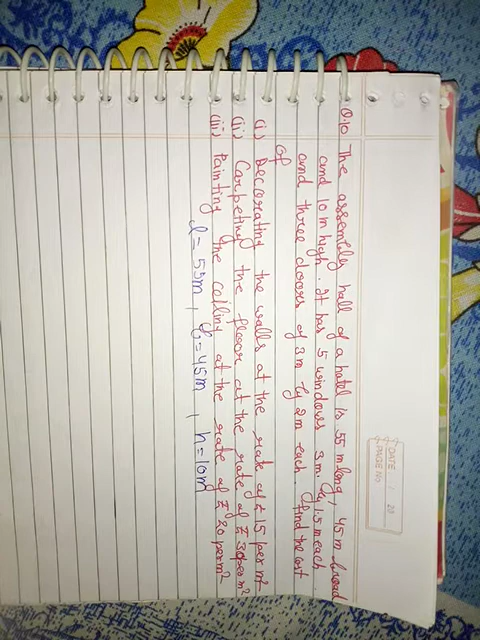 DATE
PAGE NO
Q10 The assembly hall of a hotel is 55 m long, 45 m broad
and 10 m high. It has 5 windows 3m. by 1.5 m each
and three doors of 3m by 2m each. find the cost
of
(i) Decorating the walls at the rate of ₹ 15 per m²
(ii) Carpeting the floor at the rate of ₹ 30 per m²
(iii) Painting the ceiling at the rate of ₹ 20 per m²
l = 55m, b = 45m, h = 10m